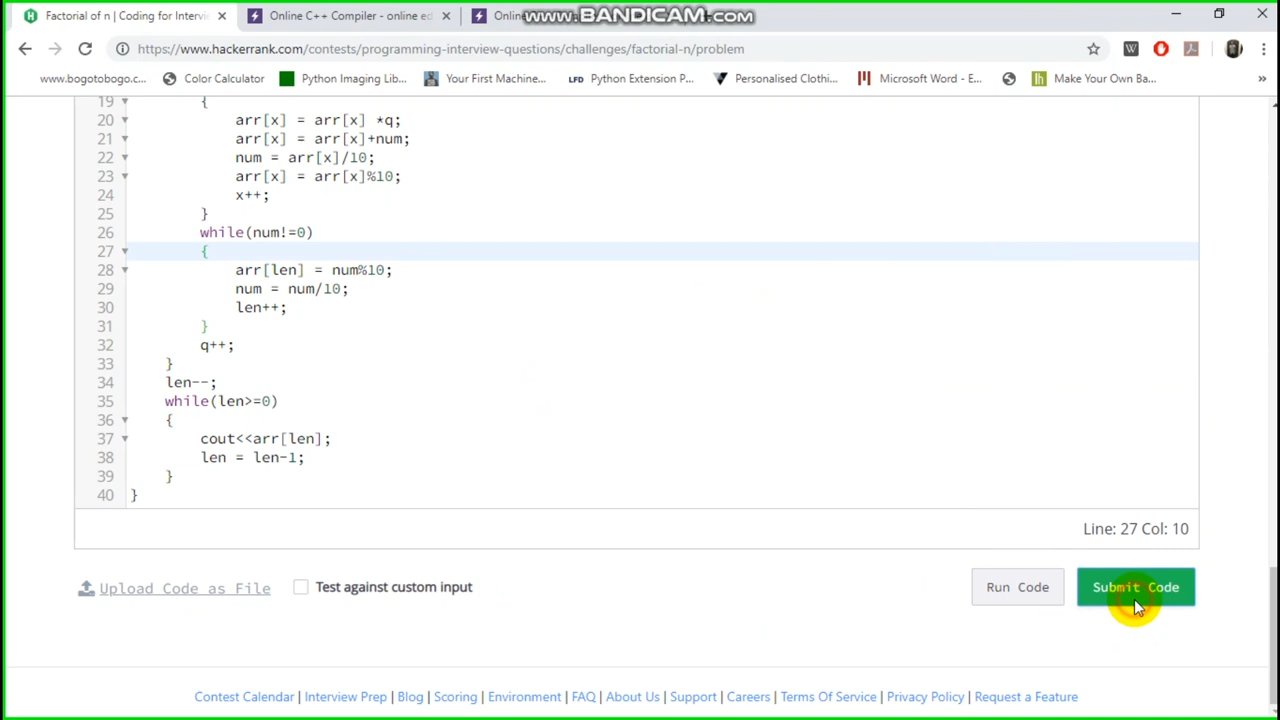 Factorial of n | Coding for Intervi
Online C++ Compiler - online ed
Onlin
www.BANDICAM.com
https://www.hackerrank.com/contests/programming-interview-questions/challenges/factorial-n/problem
www.bogotobogo.c...
Color Calculator
Python Imaging Lib...
Your First Machine...
LFD Python Extension P...
Personalised Clothi...
Microsoft Word - E...
Make Your Own Ba...
19 {
20 arr[x] = arr[x] *q;
21 arr[x] = arr[x]+num;
22 num = arr[x]/10;
23 arr[x] = arr[x]%10;
24 x++;
25 }
26 while(num!=0)
27 {
28 arr[len] = num%10;
29 num = num/10;
30 len++;
31 }
32 q++;
33 }
34 len--;
35 while(len>=0)
36 {
37 cout<<arr[len];
38 len = len-1;
39 }
40 }
Line: 27 Col: 10
Upload Code as File
Test against custom input
Run Code
Submit Code
Contest Calendar | Interview Prep | Blog | Scoring | Environment | FAQ | About Us | Support | Careers | Terms Of Service | Privacy Policy | Request a Feature